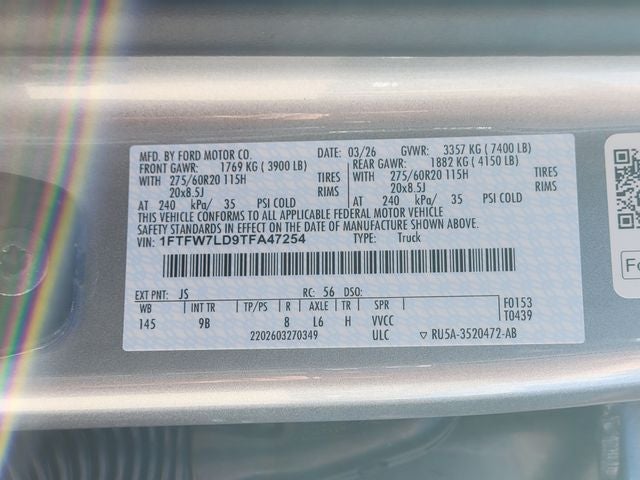 MFD. BY FORD MOTOR CO. DATE: 03/26 GVWR: 3357 KG ( 7400 LB)
FRONT GAWR: 1769 KG ( 3900 LB) REAR GAWR: 1882 KG ( 4150 LB)
WITH 275/60R20 115H TIRES WITH 275/60R20 115H TIRES
20x8.5J RIMS 20x8.5J RIMS
AT 240 kPa/ 35 PSI COLD AT 240 kPa/ 35 PSI COLD
THIS VEHICLE CONFORMS TO ALL APPLICABLE FEDERAL MOTOR VEHICLE
SAFETY STANDARDS IN EFFECT ON THE DATE OF MANUFACTURE SHOWN ABOVE.
VIN: 1FTFW7LD9TFA47254 TYPE: Truck
EXT PNT: JS RC: 56 DSO:
WB INT TR TP/PS R AXLE TR SPR F0153
145 9B 8 L6 H VVCC T0439
2202603270349 ULC RU5A-3520472-AB
Fo